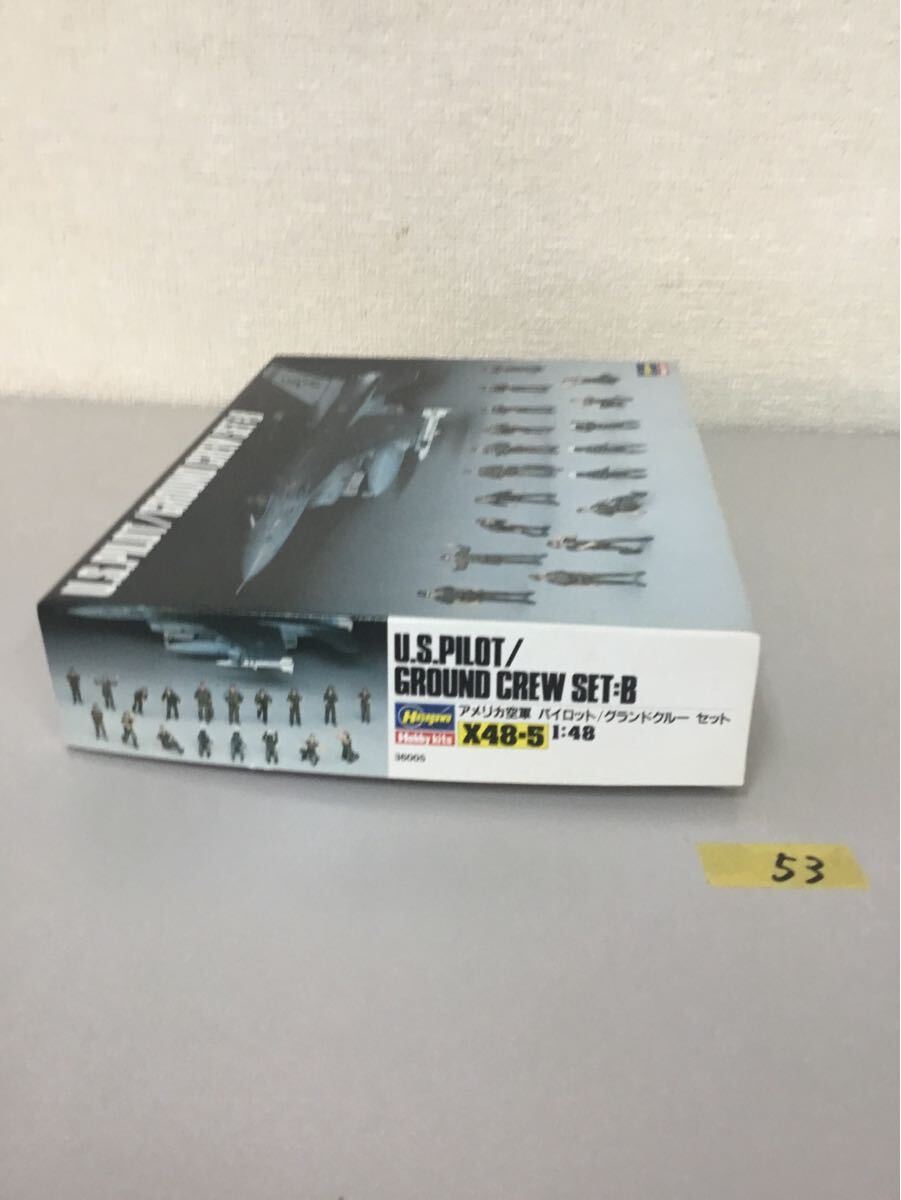 U.S.PILOT/GROUND CREW SET:B
U.S.PILOT/
GROUND CREW SET:B
Hasegawa
Hobby kits
アメリカ空軍 パイロット/グランドクルー セット
X48-5 1:48
36005
53